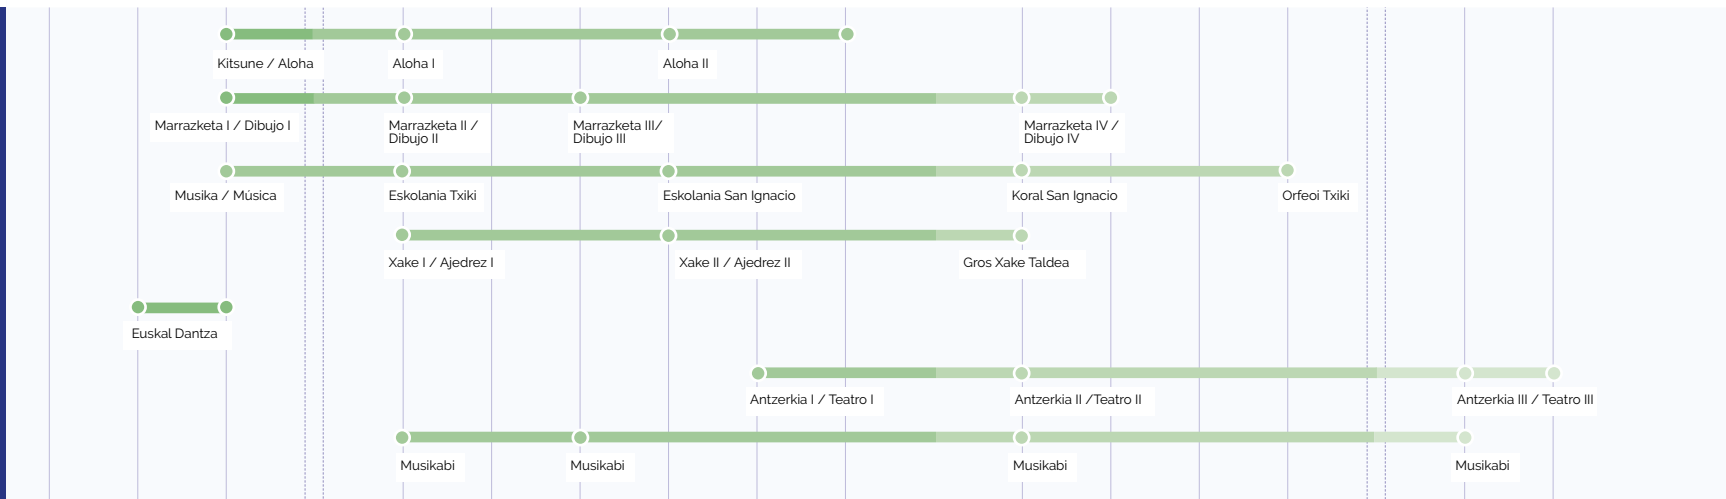 Kitsune / Aloha
Aloha I
Aloha II
Marrazketa I / Dibujo I
Marrazketa II /
Dibujo II
Marrazketa III/
Dibujo III
Marrazketa IV /
Dibujo IV
Musika / Música
Eskolania Txiki
Eskolania San Ignacio
Koral San Ignacio
Orfeoi Txiki
Xake I / Ajedrez I
Xake II / Ajedrez II
Gros Xake Taldea
Euskal Dantza
Antzerkia I / Teatro I
Antzerkia II /Teatro II
Antzerkia III / Teatro III
Musikabi
Musikabi
Musikabi
Musikabi